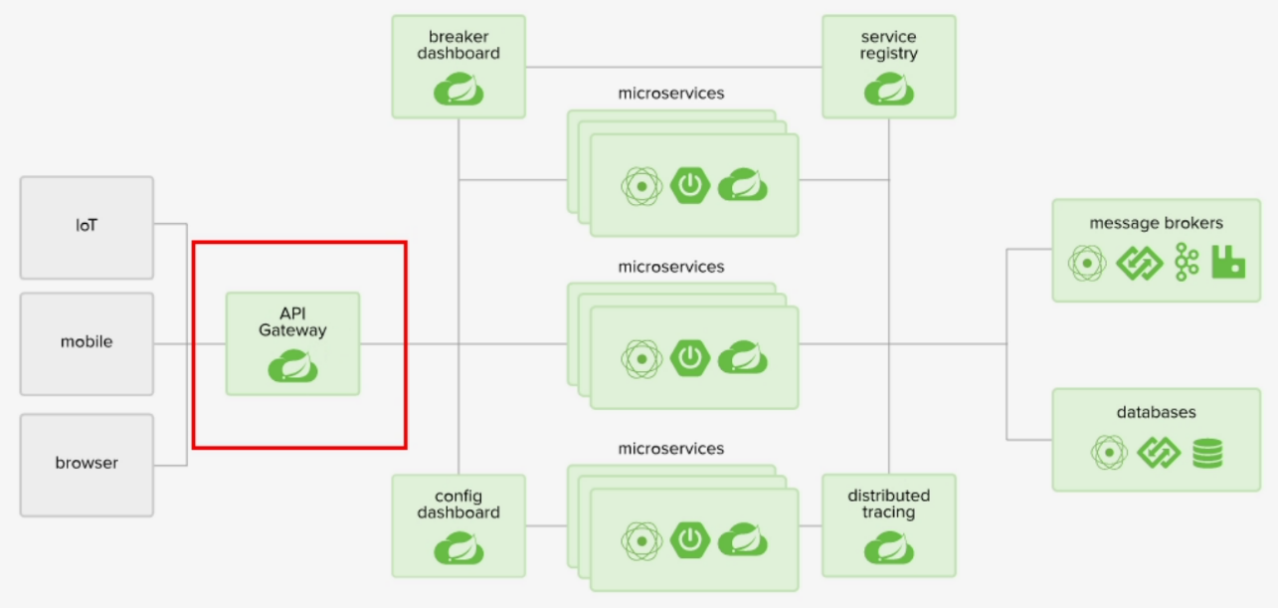 breaker
dashboard
service
registry
microservices
IoT
message brokers
microservices
API
Gateway
mobile
databases
microservices
browser
config
dashboard
distributed
tracing